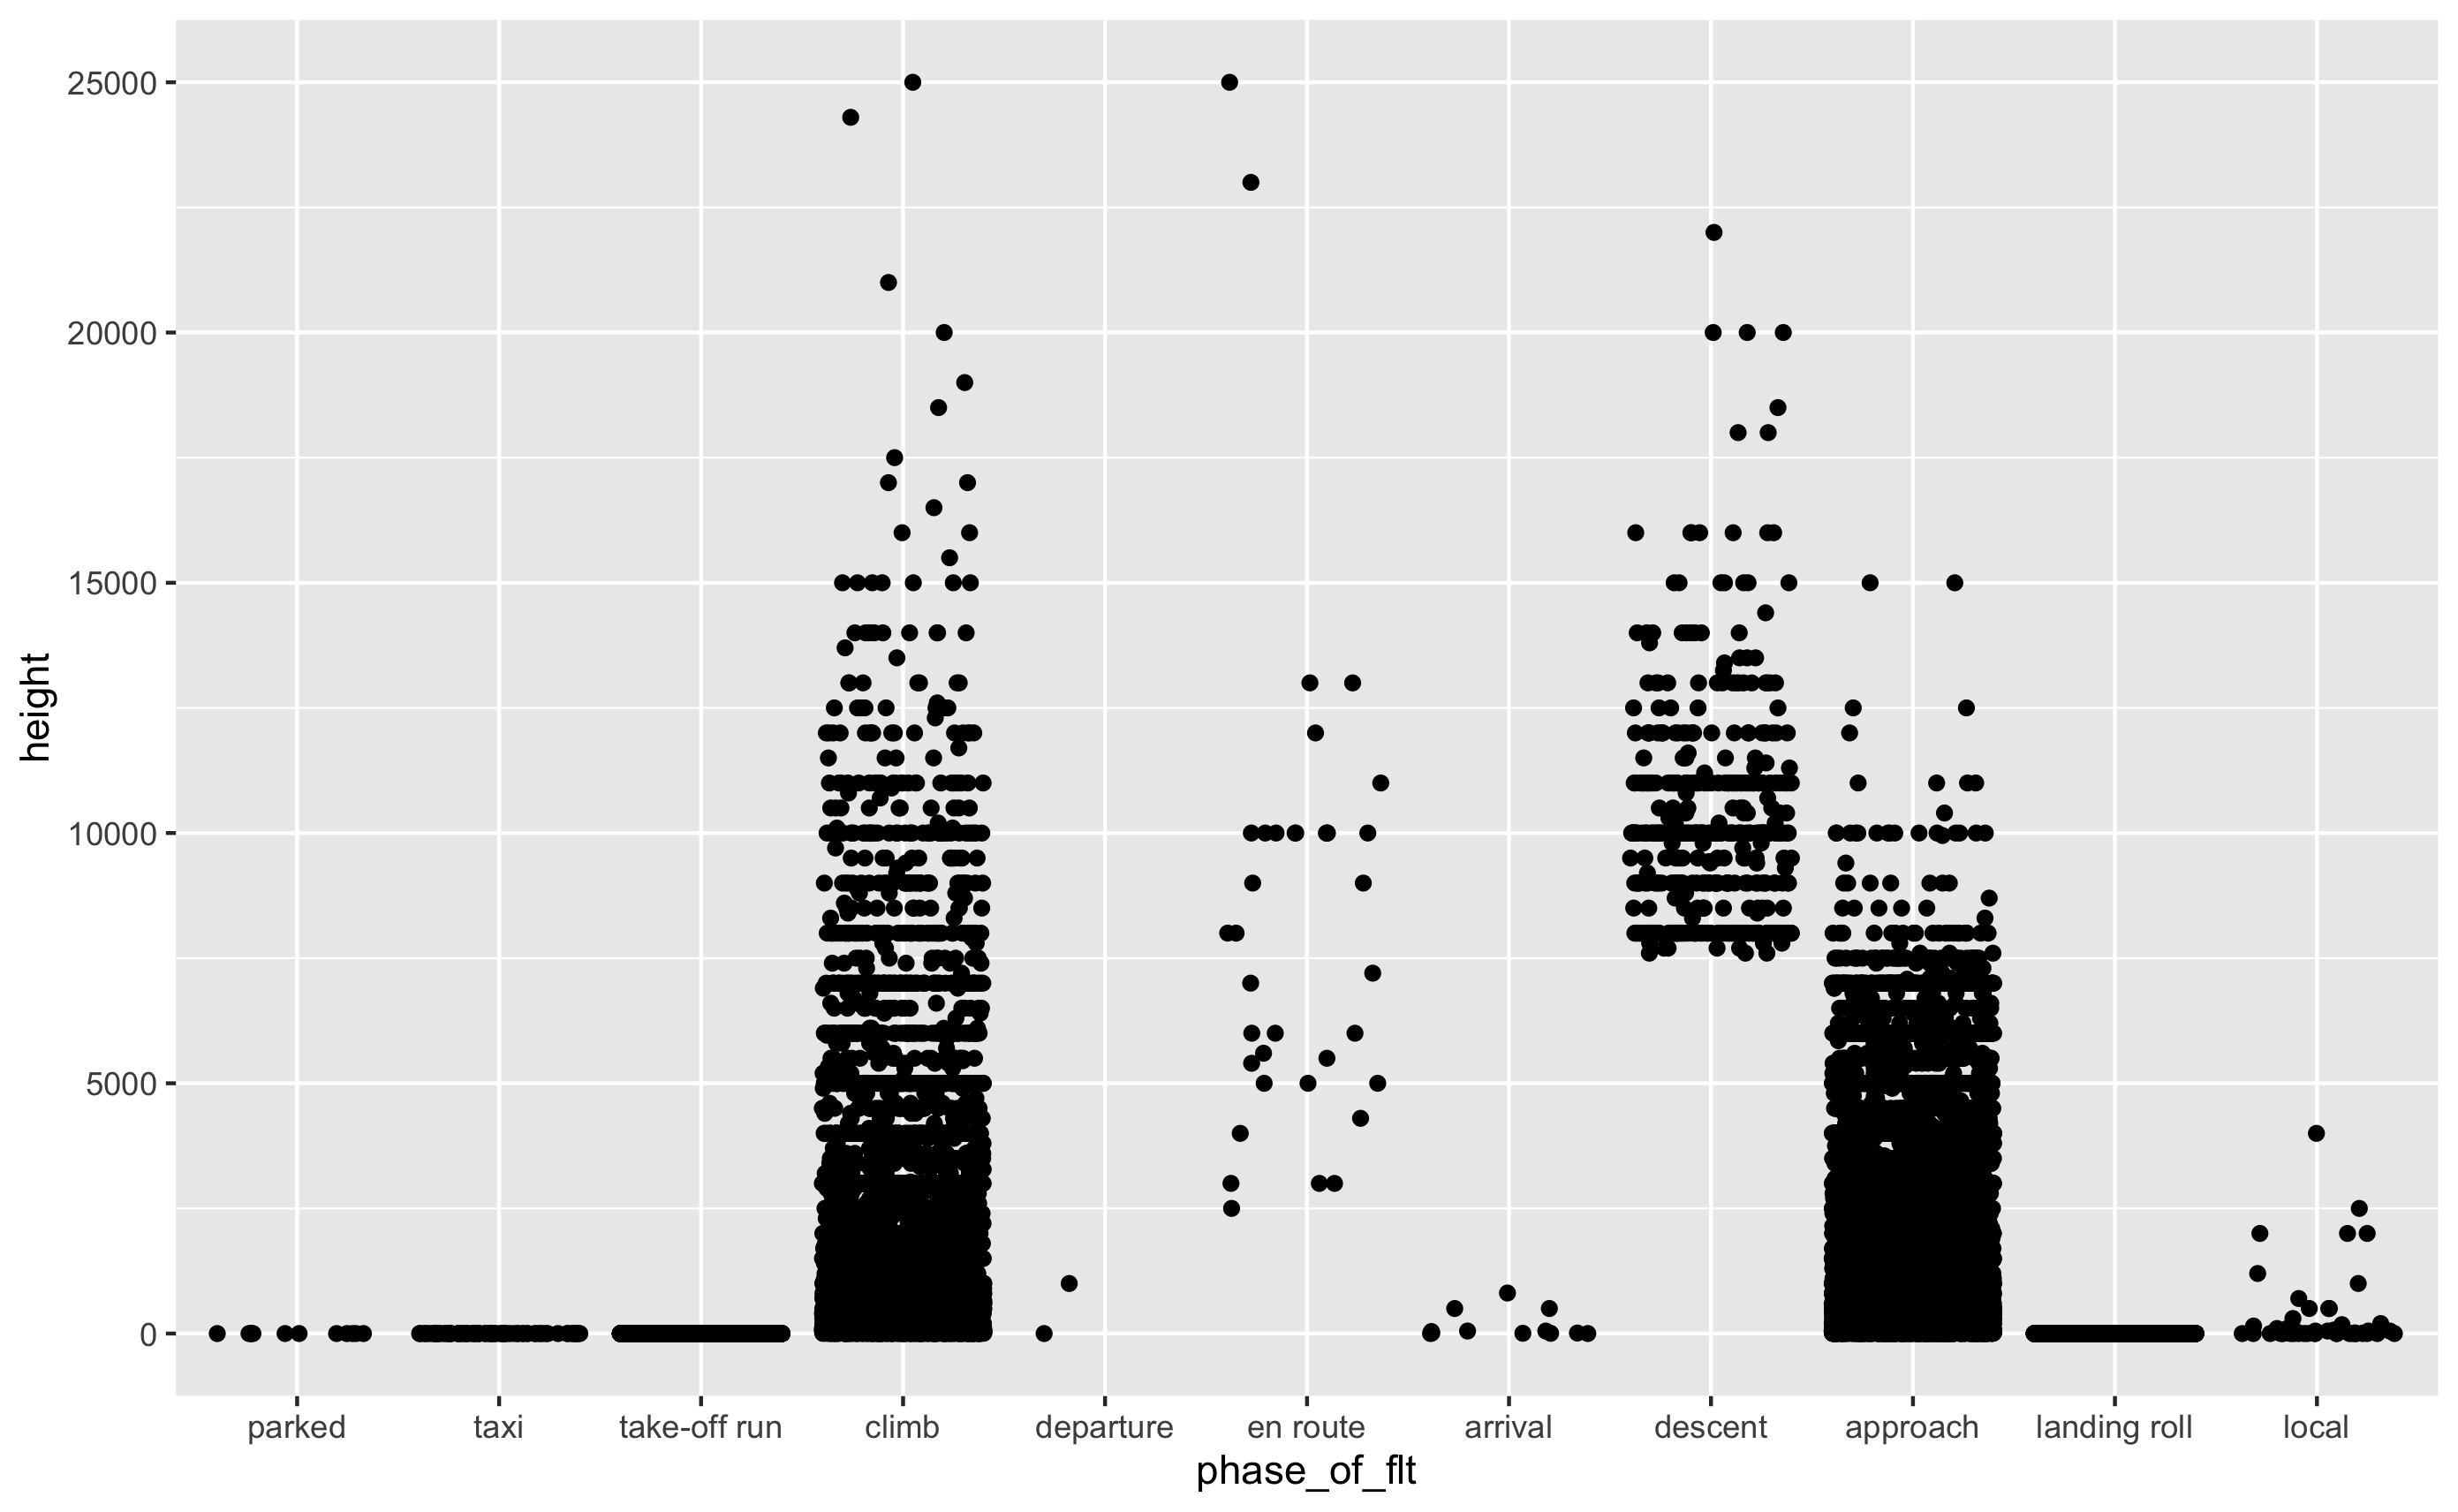 height
25000
20000
15000
10000
5000
0
parked taxi take-off run climb departure en route arrival descent approach landing roll local
phase_of_flt